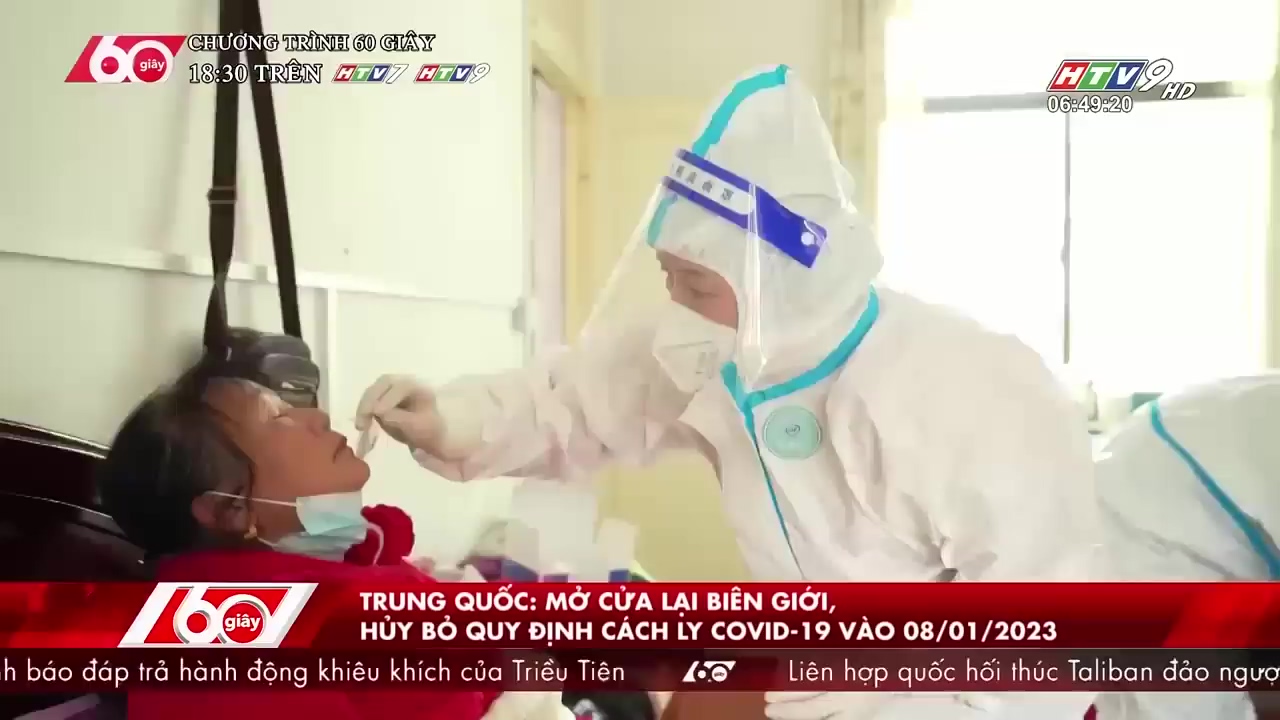 60 giây
CHƯƠNG TRÌNH 60 GIÂY
18:30 TRÊN HTV7 HTV9
HTV9 HD
06:49:20
60 giây
TRUNG QUỐC: MỞ CỬA LẠI BIÊN GIỚI,
HỦY BỎ QUY ĐỊNH CÁCH LY COVID-19 VÀO 08/01/2023
báo đáp trả hành động khiêu khích của Triều Tiên 60 Liên hợp quốc hối thúc Taliban đảo